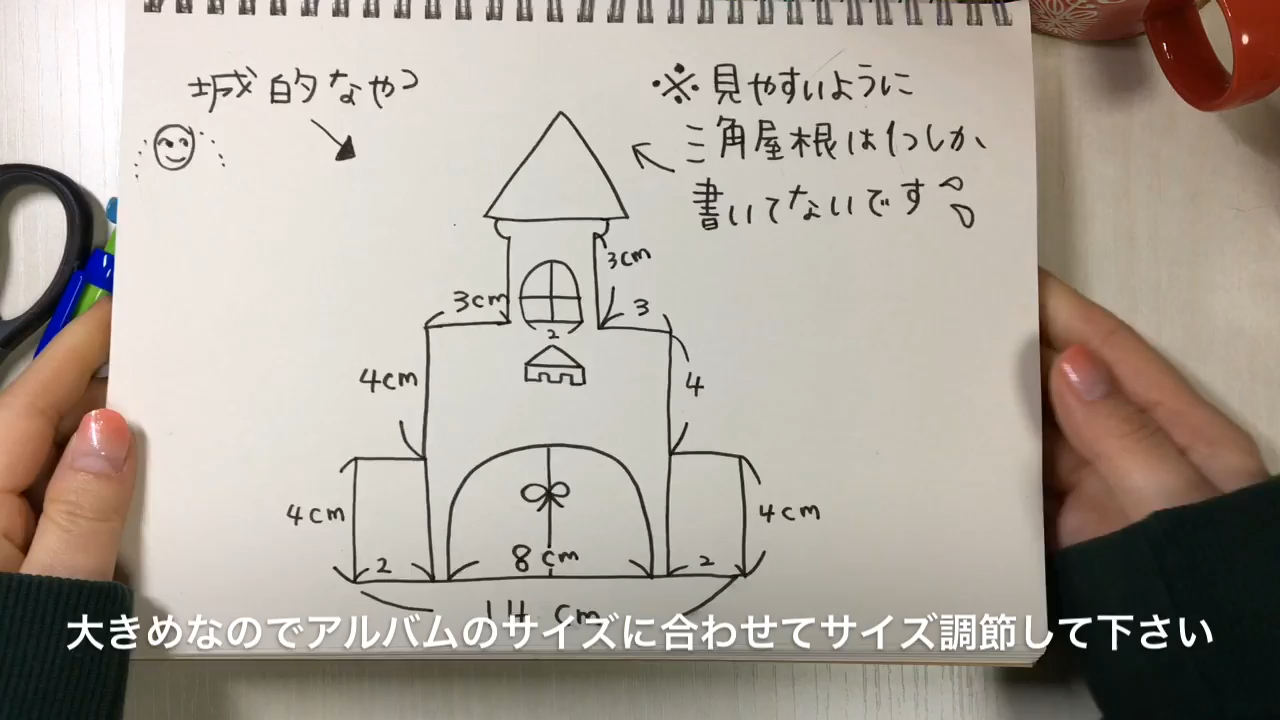 城的なやつ
※見やすいように
三角屋根は1つしか
書いてないです
3cm
3cm
3
2
4cm
4
4cm
4cm
2
8cm
2
14 cm
大きめなのでアルバムのサイズに合わせてサイズ調節して下さい